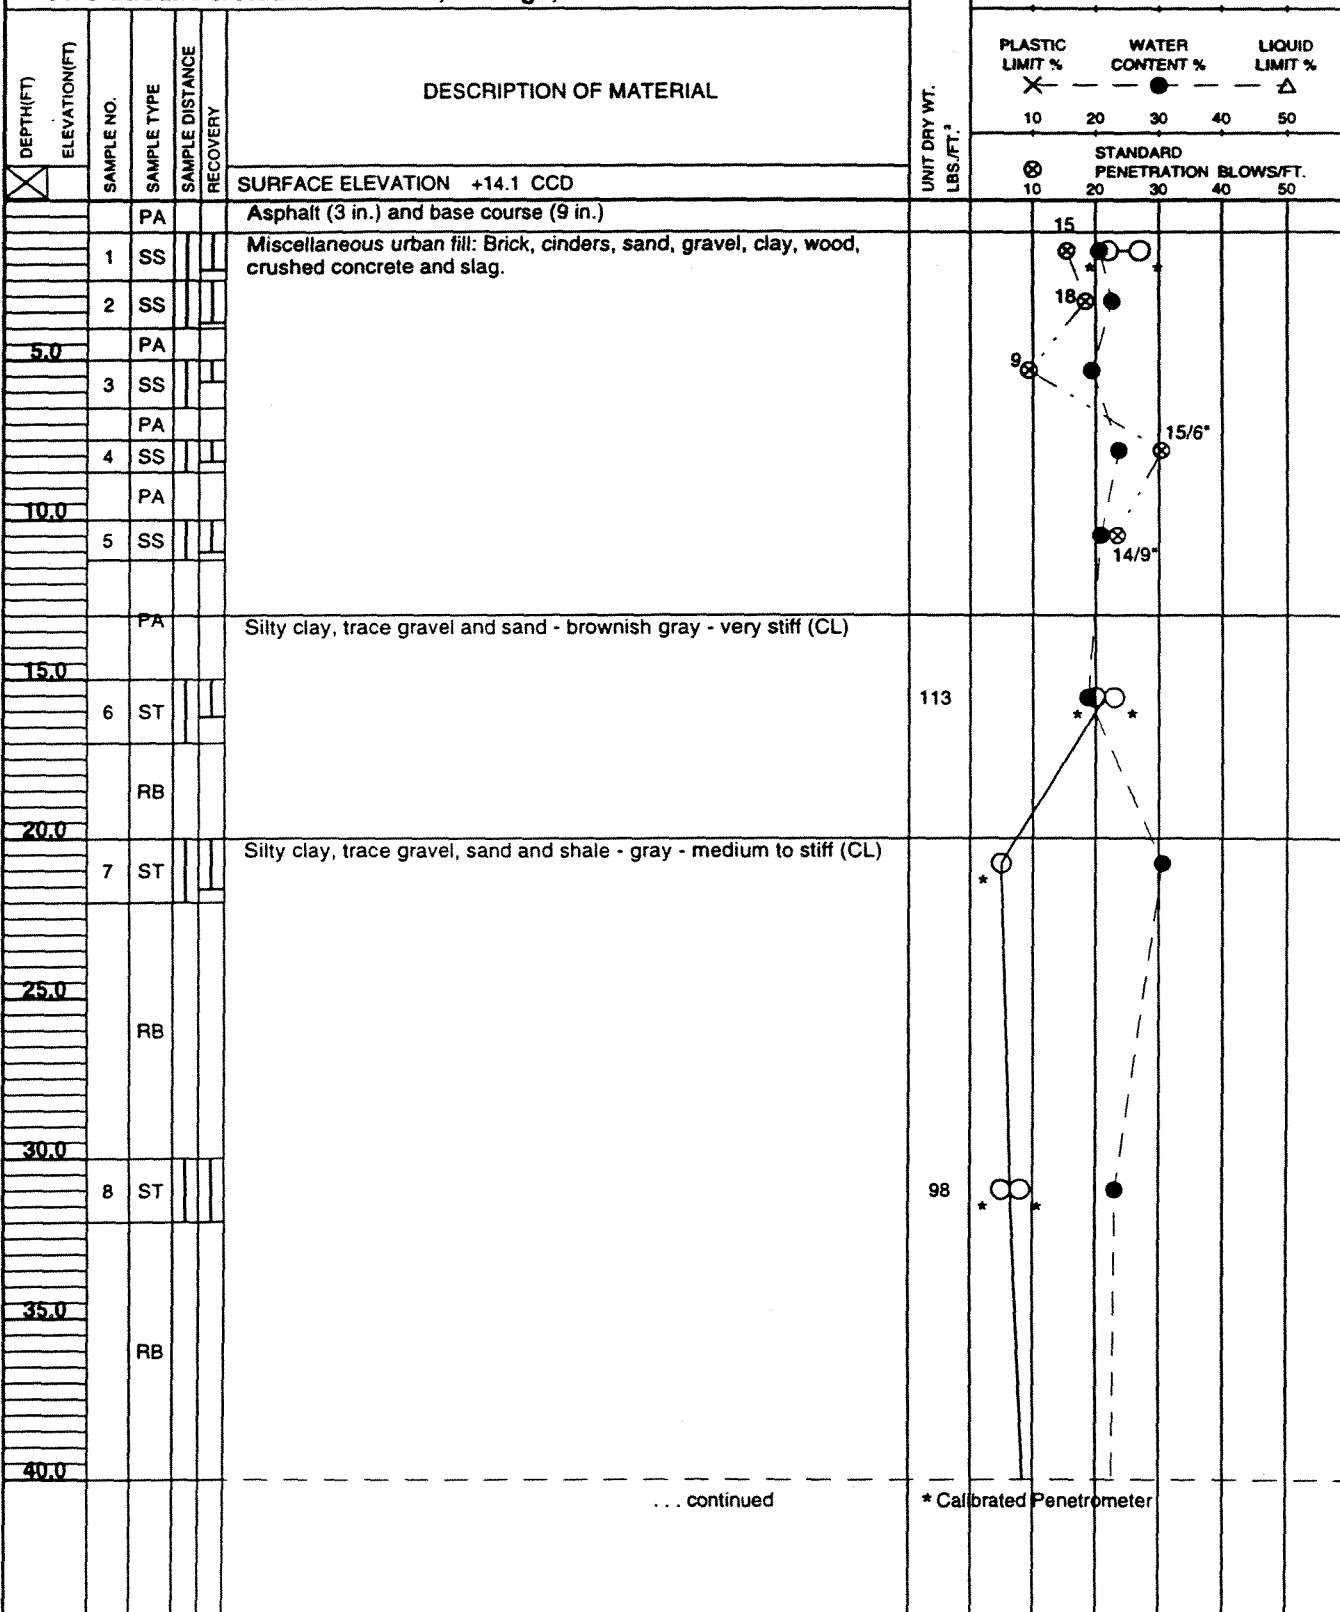 DEPTH(FT)
ELEVATION(FT)
SAMPLE NO.
SAMPLE TYPE
SAMPLE DISTANCE
RECOVERY
DESCRIPTION OF MATERIAL
SURFACE ELEVATION +14.1 CCD
UNIT DRY WT.
LBS./FT.³
PLASTIC LIMIT %
WATER CONTENT %
LIQUID LIMIT %
10 20 30 40 50
STANDARD
PENETRATION BLOWS/FT.
10 20 30 40 50
PA Asphalt (3 in.) and base course (9 in.)
15
1 SS Miscellaneous urban fill: Brick, cinders, sand, gravel, clay, wood,
crushed concrete and slag.
* *
2 SS 18
5.0 PA
9
3 SS
PA
15/6"
4 SS
PA
10.0
5 SS
14/9"
PA
Silty clay, trace gravel and sand - brownish gray - very stiff (CL)
15.0
6 ST 113
* *
RB
20.0
Silty clay, trace gravel, sand and shale - gray - medium to stiff (CL)
7 ST
*
25.0
RB
30.0
8 ST 98
* *
35.0
RB
40.0
. . . continued
* Calibrated Penetrometer